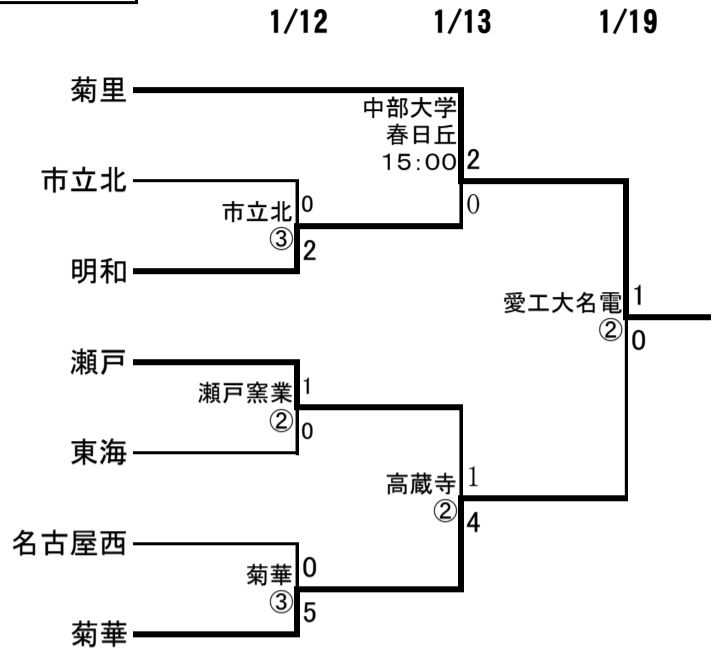 1/12 1/13 1/19
菊里
中部大学
春日丘
15:00 2
市立北
0
0
市立北
③ 2
明和
愛工大名電 1
② 0
瀬戸
瀬戸窯業 1
② 0
東海
高蔵寺 1
② 4
名古屋西
菊華 0
③ 5
菊華